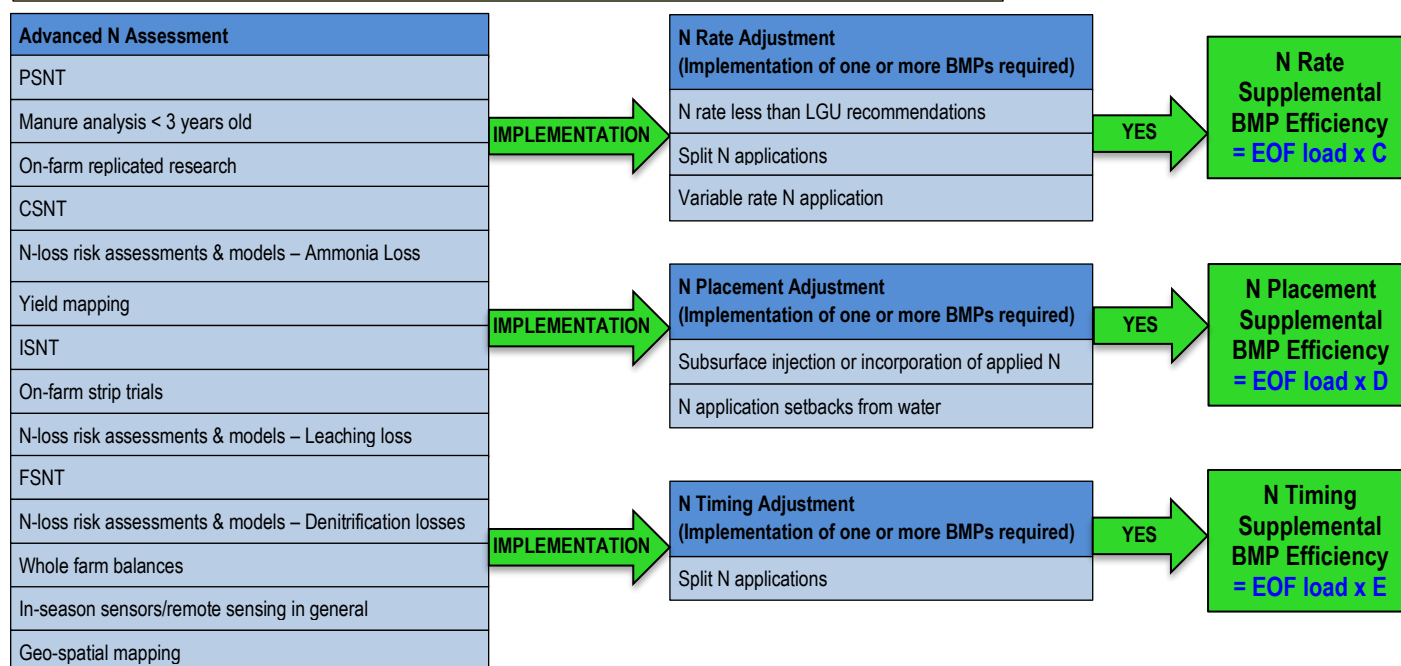 Advanced N Assessment
PSNT
Manure analysis < 3 years old
On-farm replicated research
CSNT
N-loss risk assessments & models – Ammonia Loss
Yield mapping
ISNT
On-farm strip trials
N-loss risk assessments & models – Leaching loss
FSNT
N-loss risk assessments & models – Denitrification losses
Whole farm balances
In-season sensors/remote sensing in general
Geo-spatial mapping
IMPLEMENTATION
N Rate Adjustment
(Implementation of one or more BMPs required)
N rate less than LGU recommendations
Split N applications
Variable rate N application
YES
N Rate
Supplemental
BMP Efficiency
= EOF load x C
IMPLEMENTATION
N Placement Adjustment
(Implementation of one or more BMPs required)
Subsurface injection or incorporation of applied N
N application setbacks from water
YES
N Placement
Supplemental
BMP Efficiency
= EOF load x D
IMPLEMENTATION
N Timing Adjustment
(Implementation of one or more BMPs required)
Split N applications
YES
N Timing
Supplemental
BMP Efficiency
= EOF load x E